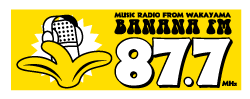 MUSIC RADIO FROM WAKAYAMA
BANANA FM
87.7
MHz